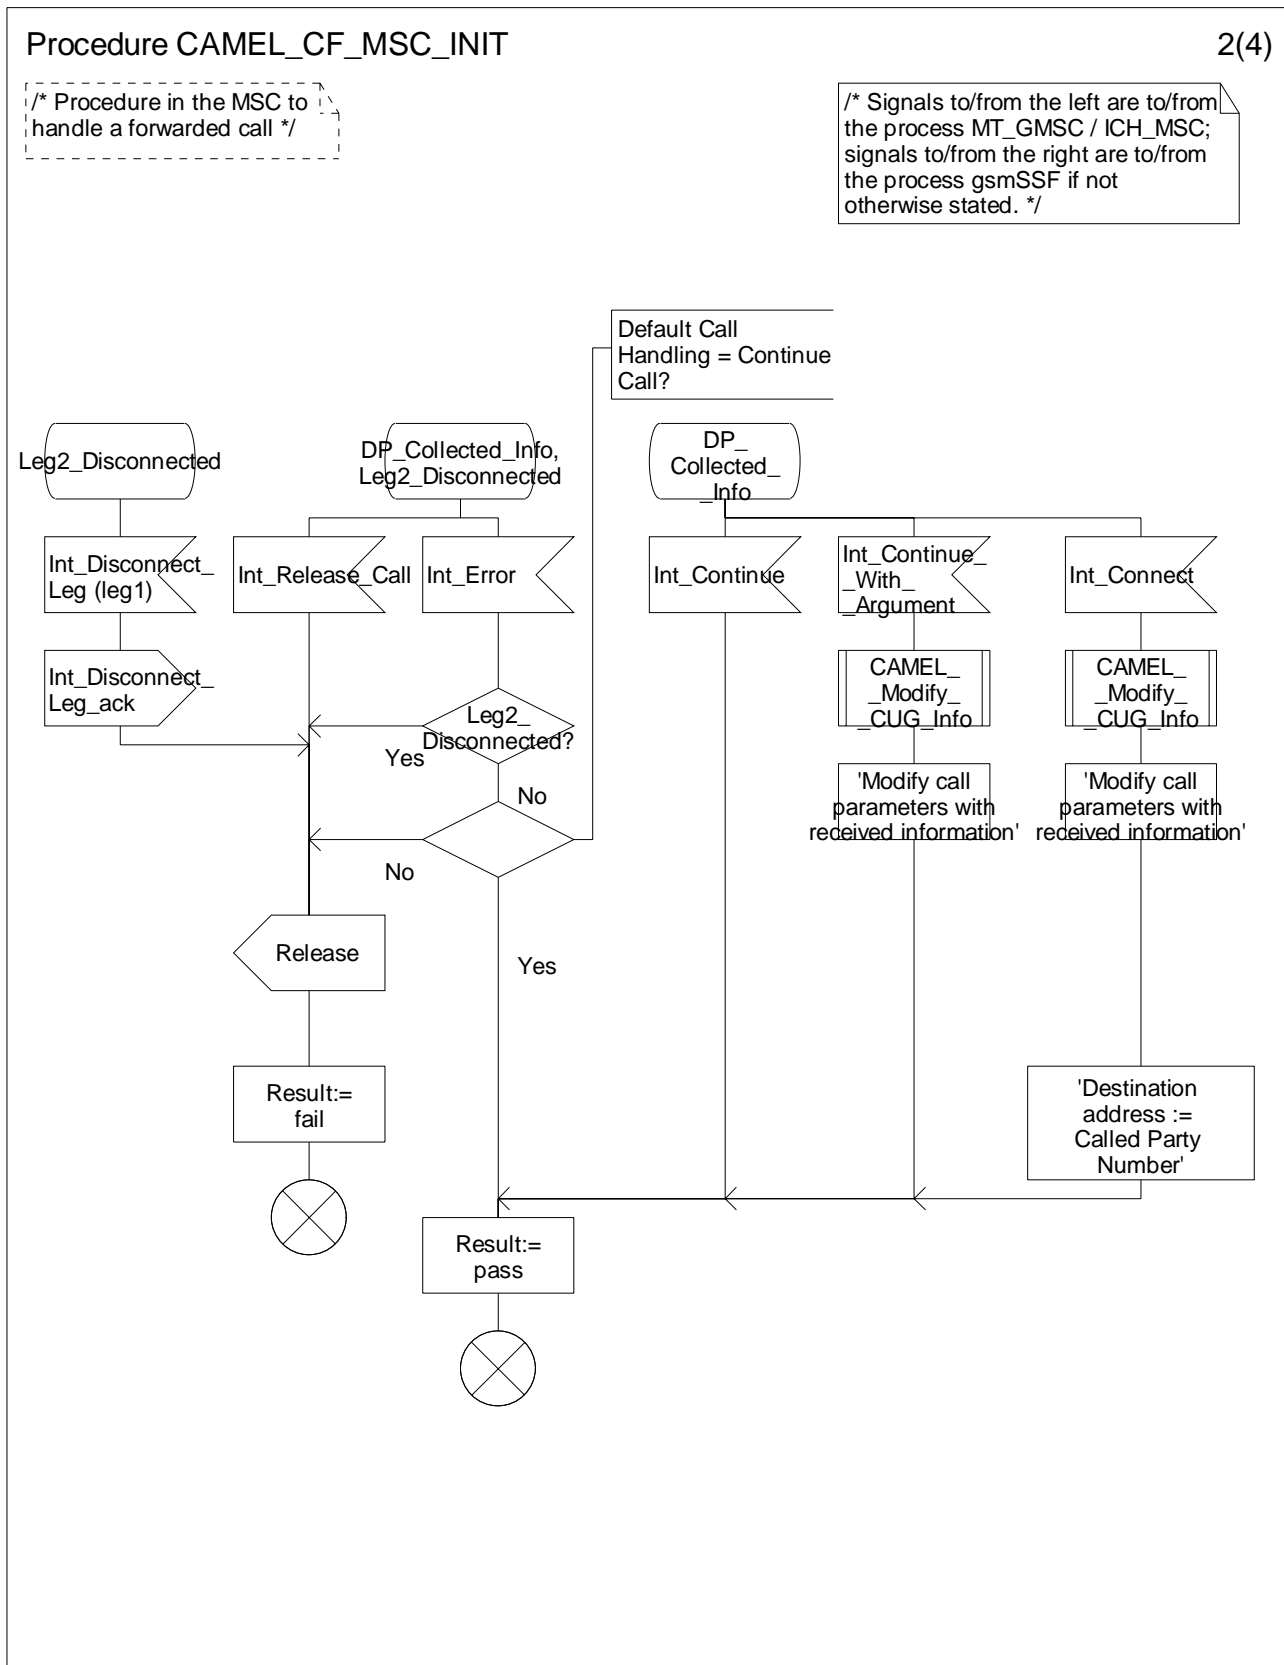 Procedure CAMEL_CF_MSC_INIT
2(4)
/* Procedure in the MSC to
handle a forwarded call */
/* Signals to/from the left are to/from
the process MT_GMSC / ICH_MSC;
signals to/from the right are to/from
the process gsmSSF if not
otherwise stated. */
Default Call
Handling = Continue
Call?
Leg2_Disconnected
DP_Collected_Info,
Leg2_Disconnected
DP_
Collected_
_Info
Int_Disconnect_
Leg (leg1)
Int_Release_Call
Int_Error
Int_Continue
Int_Continue_
_With_
_Argument
Int_Connect
Int_Disconnect_
Leg_ack
Leg2_
Disconnected?
CAMEL_
_Modify_
_CUG_Info
CAMEL_
_Modify_
_CUG_Info
Yes
No
'Modify call
parameters with
received information'
'Modify call
parameters with
received information'
No
Release
Yes
Result:=
fail
'Destination
address :=
Called Party
Number'
Result:=
pass